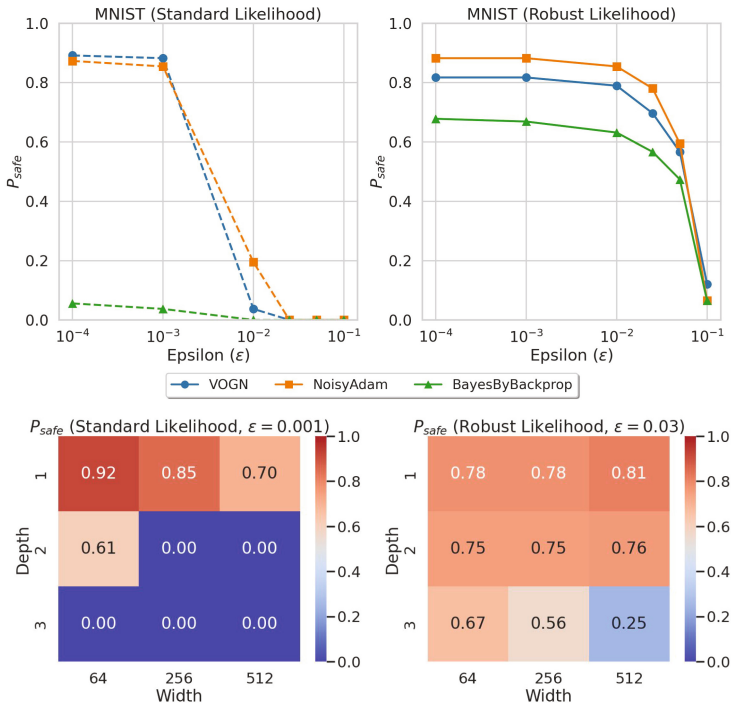 MNIST (Standard Likelihood)
1.0
0.8
0.6
0.4
0.2
0.0
P_safe
10⁻⁴ 10⁻³ 10⁻² 10⁻¹
Epsilon (ε)
MNIST (Robust Likelihood)
1.0
0.8
0.6
0.4
0.2
0.0
P_safe
10⁻⁴ 10⁻³ 10⁻² 10⁻¹
Epsilon (ε)
VOGN NoisyAdam BayesByBackprop
P_safe (Standard Likelihood, ε = 0.001)
Depth
1 0.92 0.85 0.70
2 0.61 0.00 0.00
3 0.00 0.00 0.00
64 256 512
Width
1.0
0.8
0.6
0.4
0.2
0.0
P_safe (Robust Likelihood, ε = 0.03)
Depth
1 0.78 0.78 0.81
2 0.75 0.75 0.76
3 0.67 0.56 0.25
64 256 512
Width
1.0
0.8
0.6
0.4
0.2
0.0